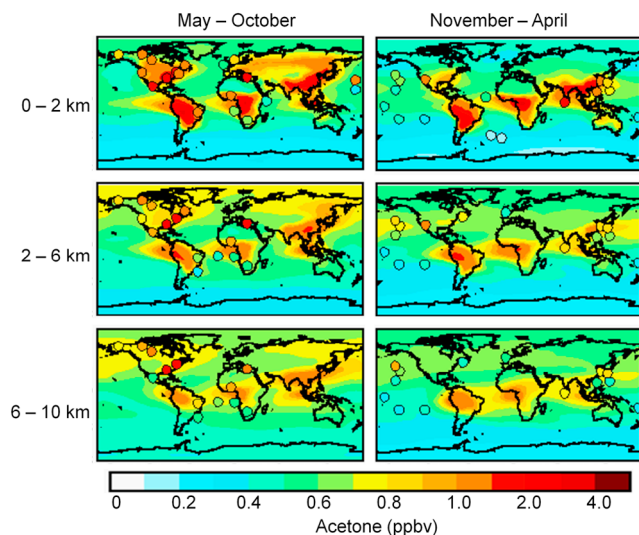 May – October
November – April
0 – 2 km
2 – 6 km
6 – 10 km
0 0.2 0.4 0.6 0.8 1.0 2.0 4.0
Acetone (ppbv)